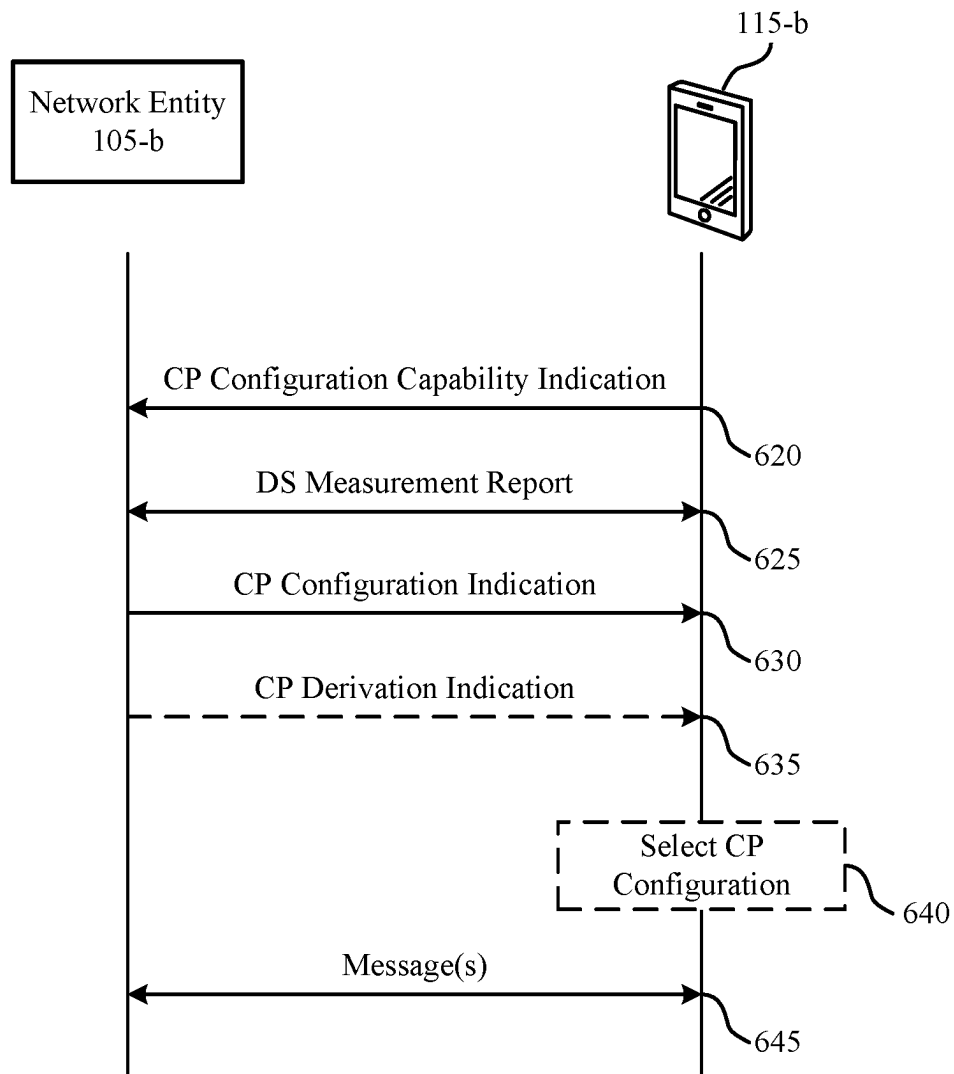 115-b
Network Entity
105-b
CP Configuration Capability Indication
620
DS Measurement Report
625
CP Configuration Indication
630
CP Derivation Indication
635
Select CP
Configuration
640
Message(s)
645